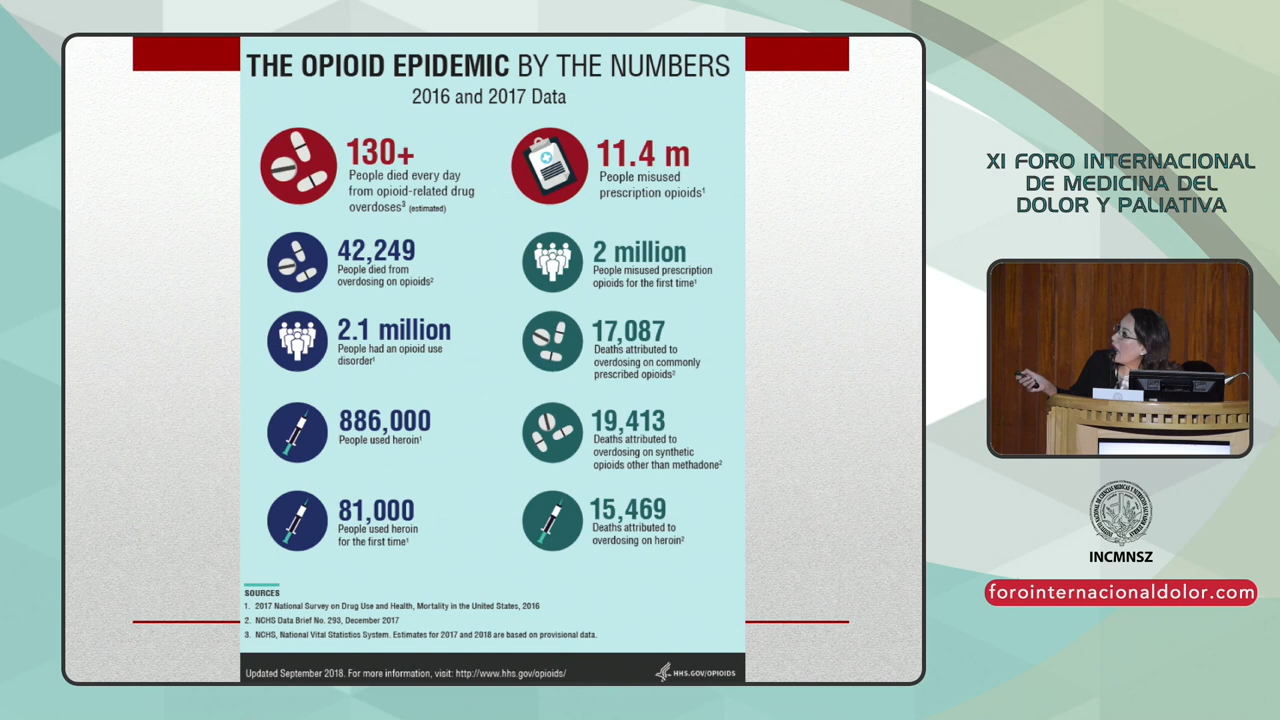 THE OPIOID EPIDEMIC BY THE NUMBERS
2016 and 2017 Data
130+
People died every day
from opioid-related drug
overdoses³ (estimated)
11.4 m
People misused
prescription opioids¹
42,249
People died from
overdosing on opioids²
2 million
People misused prescription
opioids for the first time¹
2.1 million
People had an opioid use
disorder¹
17,087
Deaths attributed to
overdosing on commonly
prescribed opioids²
886,000
People used heroin¹
19,413
Deaths attributed to
overdosing on synthetic
opioids other than methadone²
81,000
People used heroin
for the first time¹
15,469
Deaths attributed to
overdosing on heroin²
SOURCES
1. 2017 National Survey on Drug Use and Health, Mortality in the United States, 2016
2. NCHS Data Brief No. 293, December 2017
3. NCHS, National Vital Statistics System. Estimates for 2017 and 2018 are based on provisional data.
Updated September 2018. For more information, visit: http://www.hhs.gov/opioids/
HHS.GOV/OPIOIDS
XI FORO INTERNACIONAL
DE MEDICINA DEL
DOLOR Y PALIATIVA
INCMNSZ
forointernacionaldolor.com